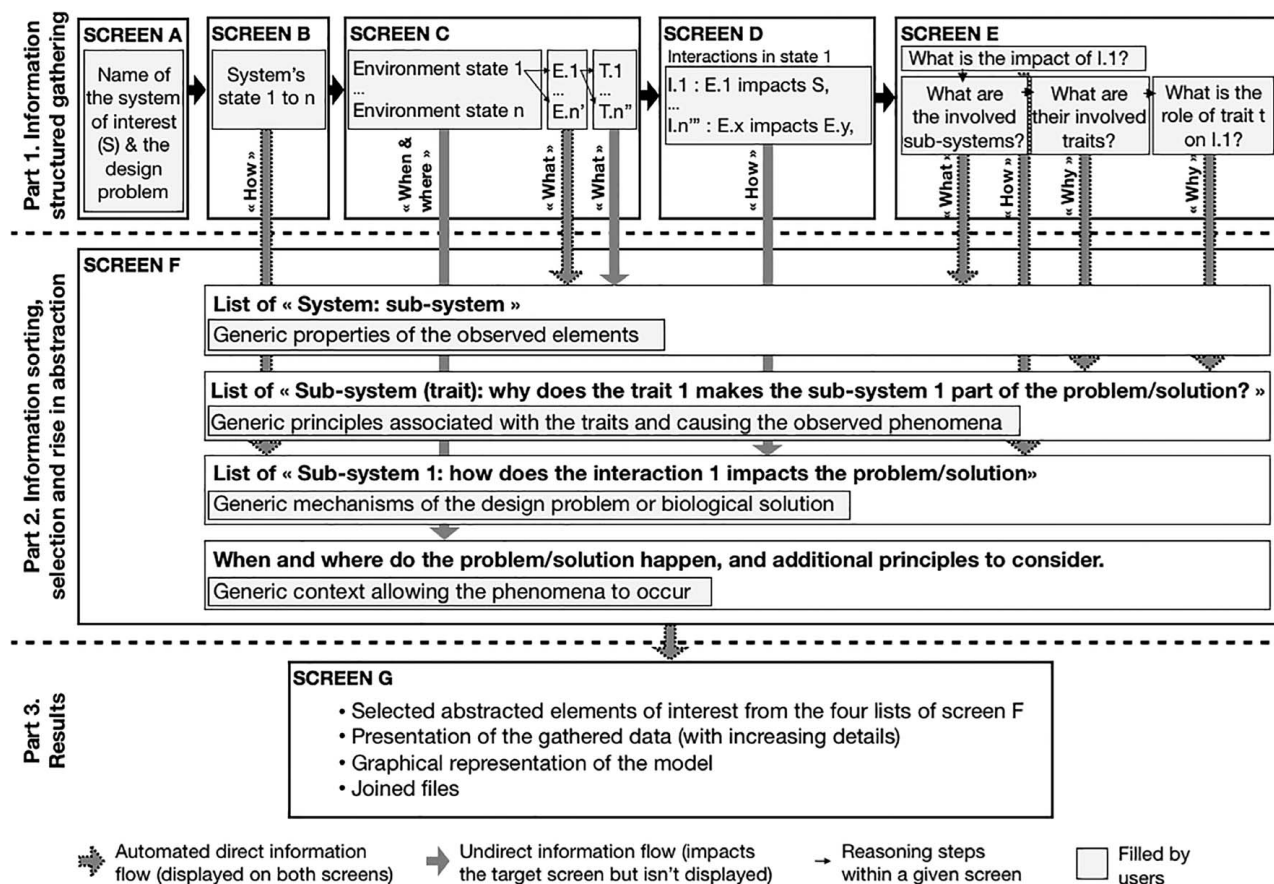 Part 1. Information
structured gathering
SCREEN A
Name of
the system
of interest
(S) & the
design
problem
SCREEN B
System's
state 1 to n
« How »
SCREEN C
Environment state 1
...
Environment state n
E.1
...
E.n'
T.1
...
T.n''
« When &
where »
« What »
« What »
SCREEN D
Interactions in state 1
I.1 : E.1 impacts S,
...
I.n''' : E.x impacts E.y,
« How »
SCREEN E
What is the impact of I.1?
What are
the involved
sub-systems?
What are
their involved
traits?
What is the
role of trait t
on I.1?
« What »
« How »
« Why »
« Why »
Part 2. Information sorting,
selection and rise in abstraction
SCREEN F
List of « System: sub-system »
Generic properties of the observed elements
List of « Sub-system (trait): why does the trait 1 makes the sub-system 1 part of the problem/solution? »
Generic principles associated with the traits and causing the observed phenomena
List of « Sub-system 1: how does the interaction 1 impacts the problem/solution»
Generic mechanisms of the design problem or biological solution
When and where do the problem/solution happen, and additional principles to consider.
Generic context allowing the phenomena to occur
Part 3.
Results
SCREEN G
• Selected abstracted elements of interest from the four lists of screen F
• Presentation of the gathered data (with increasing details)
• Graphical representation of the model
• Joined files
Automated direct information
flow (displayed on both screens)
Undirect information flow (impacts
the target screen but isn't displayed)
Reasoning steps
within a given screen
Filled by
users